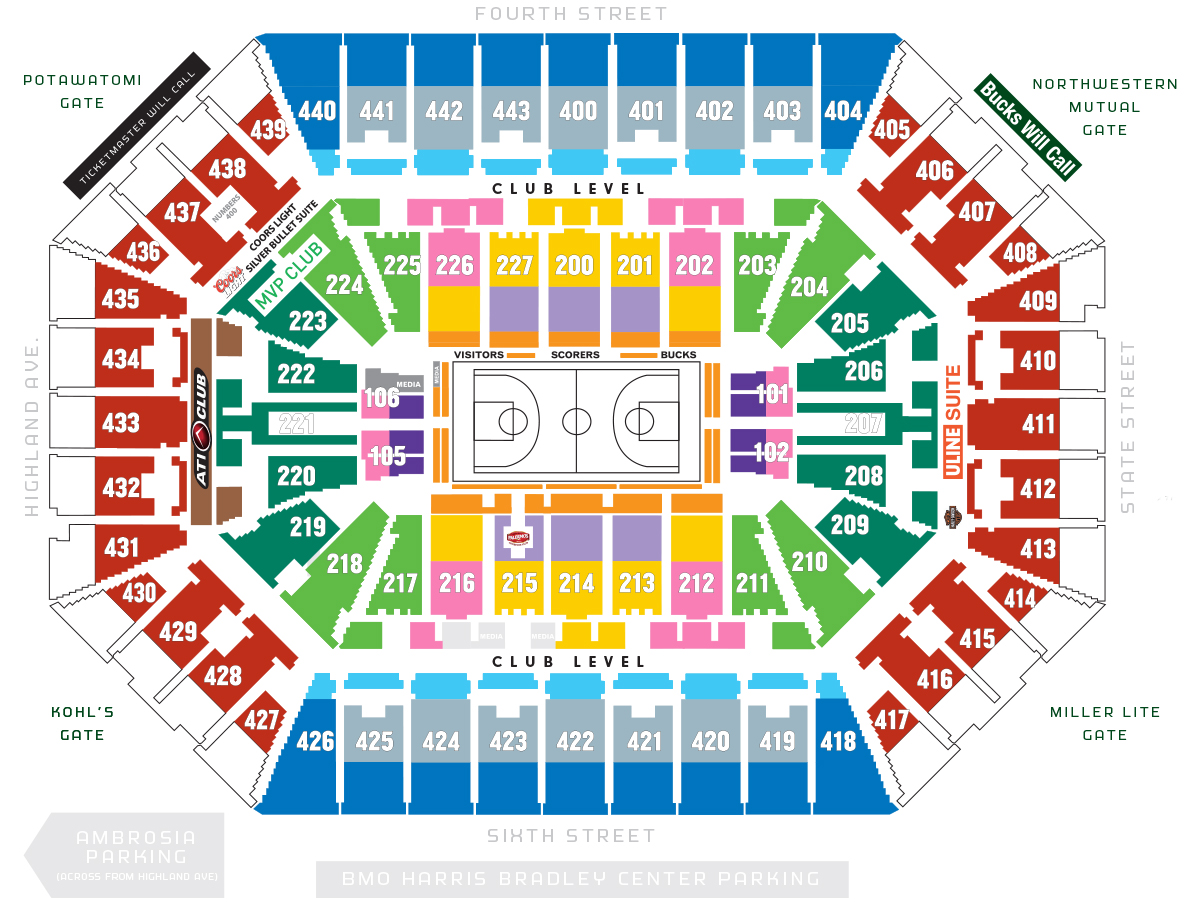 FOURTH STREET
POTAWATOMI
GATE
TICKETMASTER WILL CALL
NORTHWESTERN
MUTUAL
GATE
Bucks Will Call
440
441
442
443
400
401
402
403
404
439
405
438
406
437
407
436
408
435
409
434
410
433
411
432
412
431
413
430
414
429
415
428
416
427
417
CLUB LEVEL
NUMBERS
400
COORS LIGHT
SILVER BULLET SUITE
Coors
Light
MVP CLUB
224
225
226
227
200
201
202
203
204
223
205
222
206
221
207
220
208
219
209
218
217
216
215
214
213
212
211
210
VISITORS
SCORERS
BUCKS
MEDIA
MEDIA
106
105
101
102
ATI CLUB
ULINE SUITE
HIGHLAND AVE.
STATE STREET
PALERMO'S
MEDIA
MEDIA
CLUB LEVEL
426
425
424
423
422
421
420
419
418
KOHL'S
GATE
MILLER LITE
GATE
SIXTH STREET
AMBROSIA
PARKING
(ACROSS FROM HIGHLAND AVE)
BMO HARRIS BRADLEY CENTER PARKING